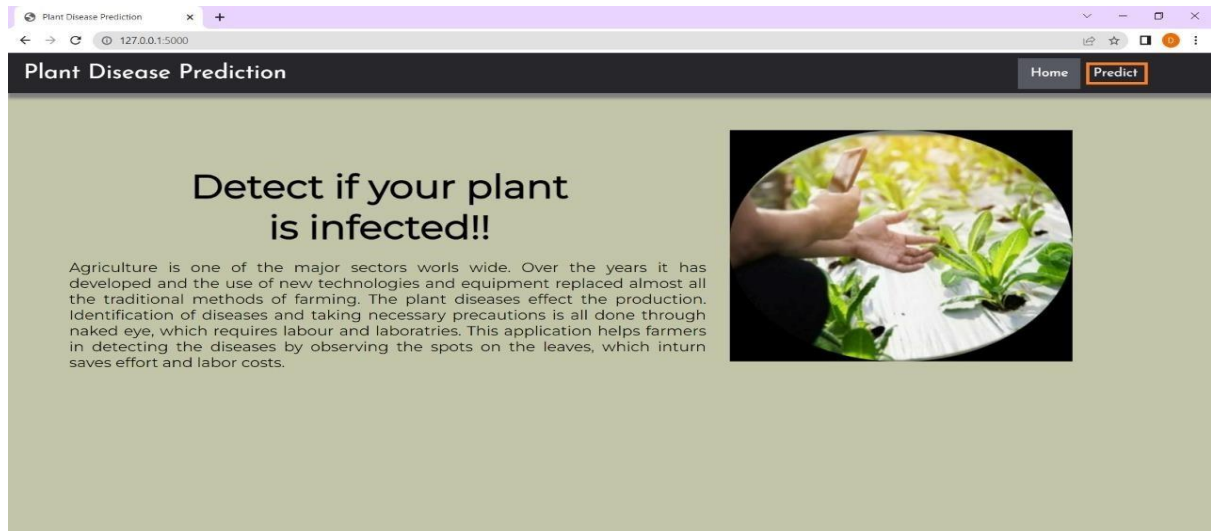 Plant Disease Prediction
127.0.0.1:5000
D
Plant Disease Prediction
Home
Predict
Detect if your plant
is infected!!
Agriculture is one of the major sectors worls wide. Over the years it has
developed and the use of new technologies and equipment replaced almost all
the traditional methods of farming. The plant diseases effect the production.
Identification of diseases and taking necessary precautions is all done through
naked eye, which requires labour and laboratries. This application helps farmers
in detecting the diseases by observing the spots on the leaves, which inturn
saves effort and labor costs.